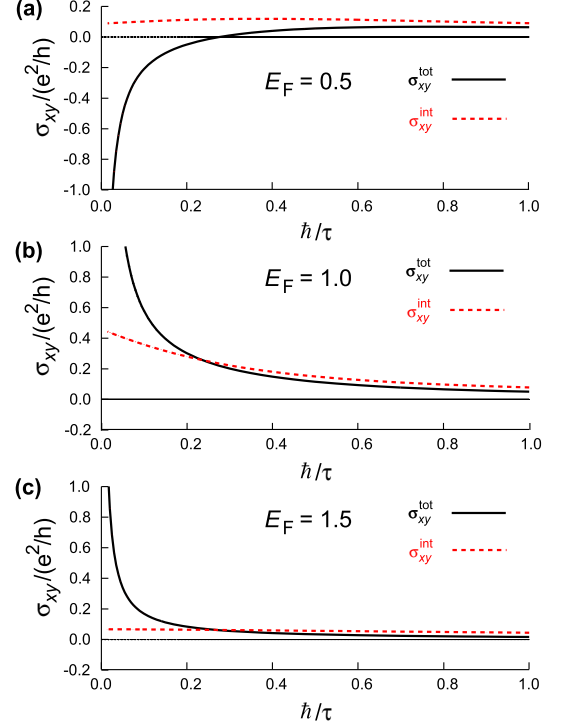 (a)
0.2
0.0
-0.2
-0.4
-0.6
-0.8
-1.0
σxy/(e²/h)
E_F = 0.5
σxy^tot
σxy^int
0.0 0.2 0.4 0.6 0.8 1.0
ℏ/τ
(b)
1.0
0.8
0.6
0.4
0.2
0.0
-0.2
σxy/(e²/h)
E_F = 1.0
σxy^tot
σxy^int
0.0 0.2 0.4 0.6 0.8 1.0
ℏ/τ
(c)
1.0
0.8
0.6
0.4
0.2
0.0
-0.2
σxy/(e²/h)
E_F = 1.5
σxy^tot
σxy^int
0.0 0.2 0.4 0.6 0.8 1.0
ℏ/τ